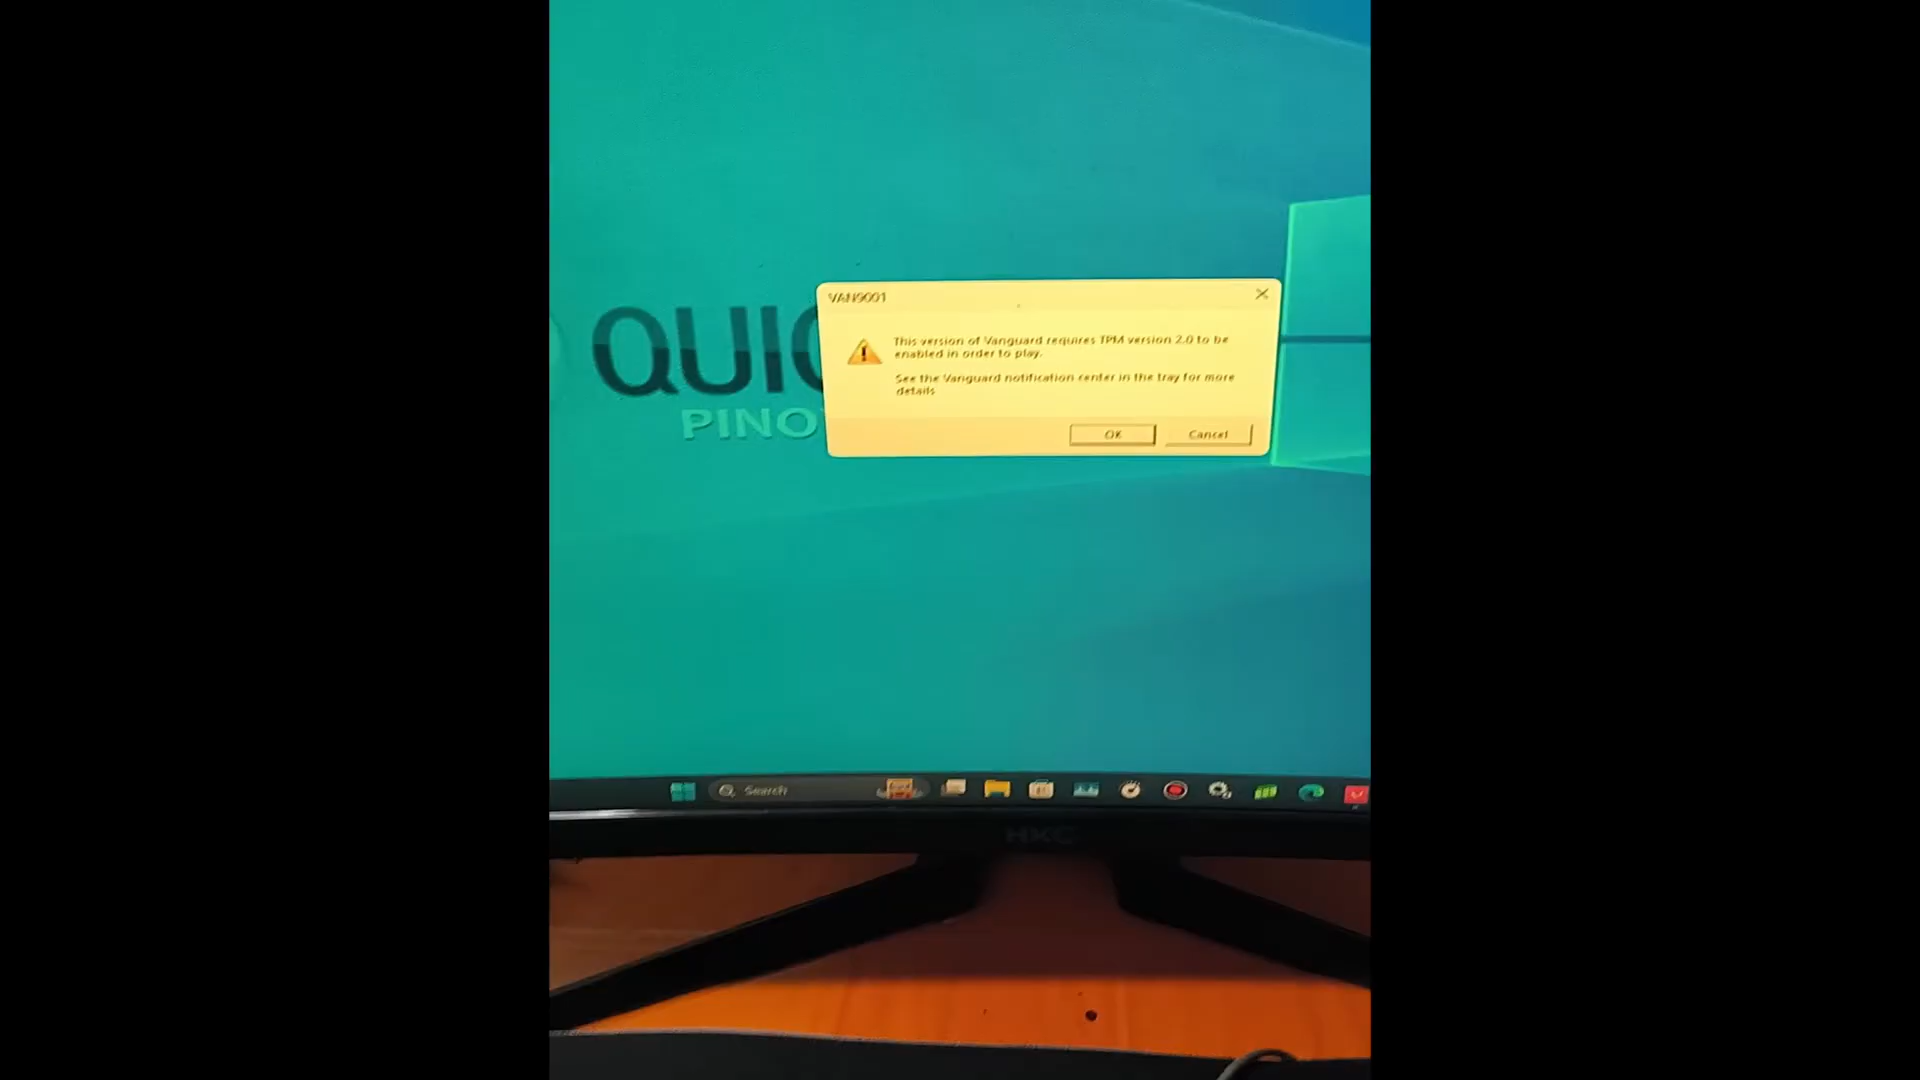 VAN9001
This version of Vanguard requires TPM version 2.0 to be
enabled in order to play.
See the Vanguard notification center in the tray for more
details
OK
Cancel
QUIC
PINO
Search
HKC